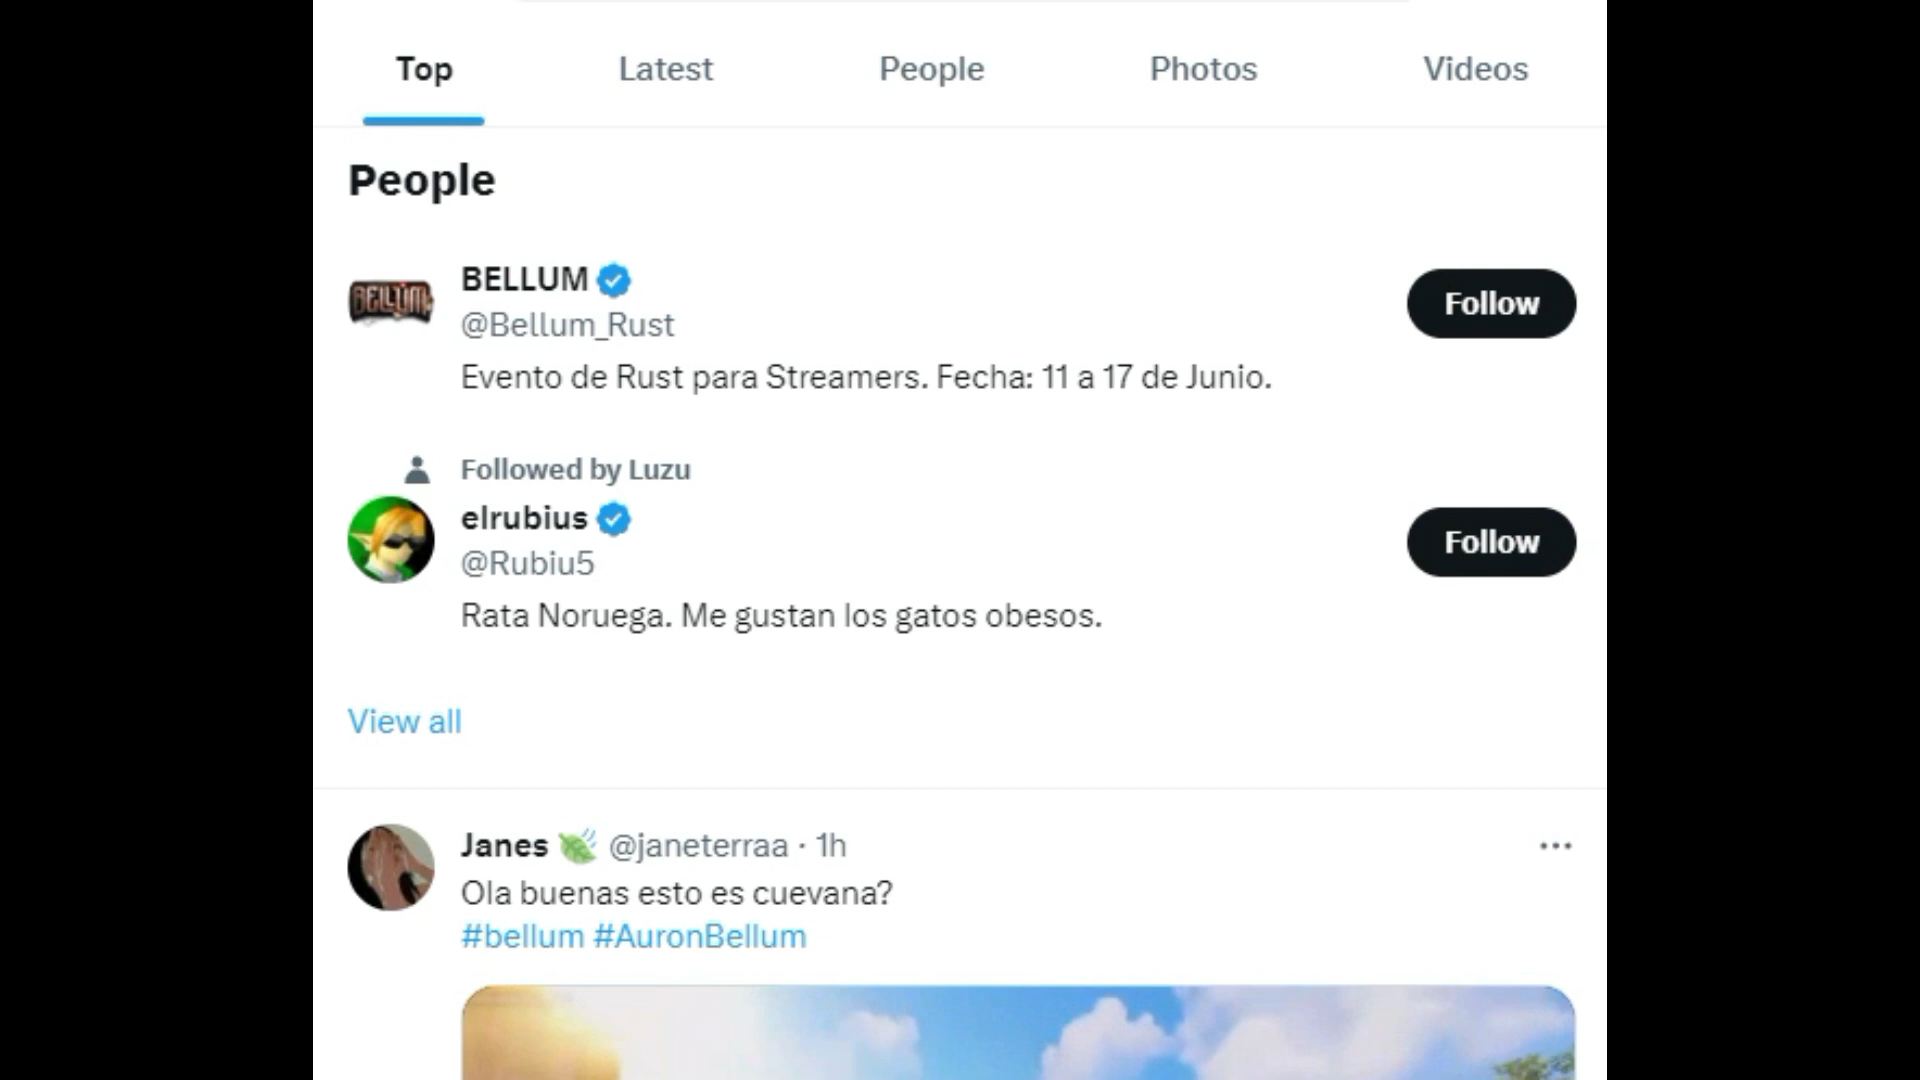 Top Latest People Photos Videos
People
BELLUM
@Bellum_Rust
Follow
Evento de Rust para Streamers. Fecha: 11 a 17 de Junio.
Followed by Luzu
elrubius
@Rubiu5
Follow
Rata Noruega. Me gustan los gatos obesos.
View all
Janes @janeterraa · 1h
Ola buenas esto es cuevana?
#bellum #AuronBellum
BELLUM